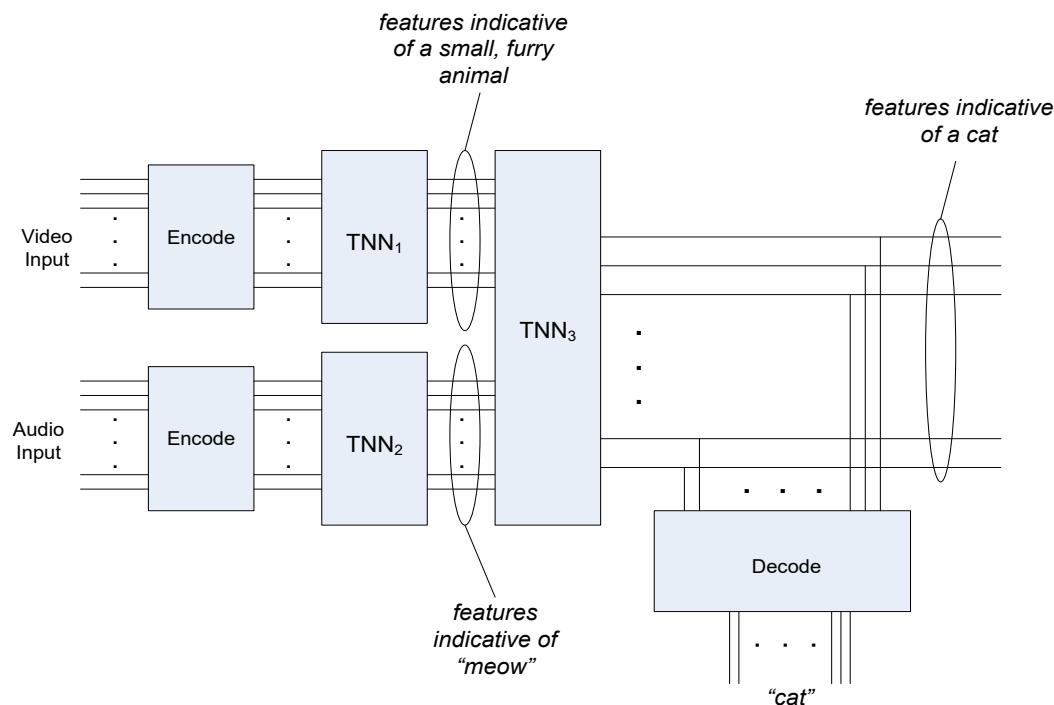 features indicative
of a small, furry
animal
features indicative
of a cat
Video
Input
Encode
TNN₁
TNN₃
Audio
Input
Encode
TNN₂
Decode
features
indicative of
“meow”
“cat”